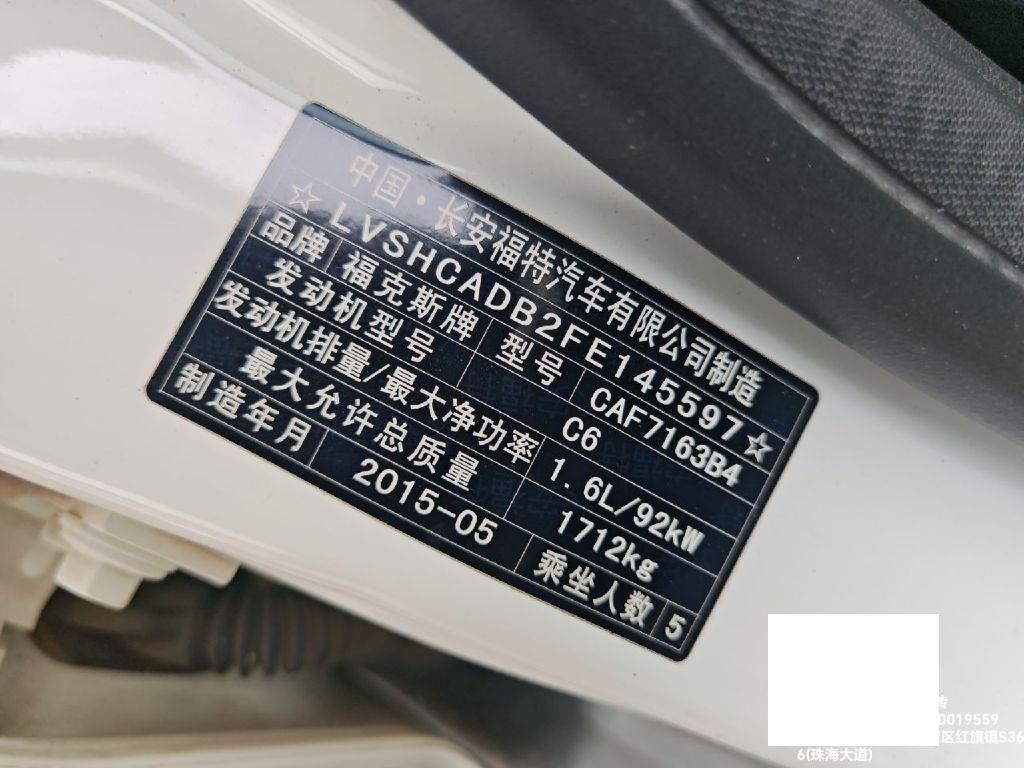 中国·长安福特汽车有限公司制造
☆LVSHCADB2FE145597☆
品牌 福克斯牌 型号 CAF7163B4
发动机型号 C6
发动机排量/最大净功率 1.6L/92kW
最大允许总质量 1712kg
制造年月 2015-05 乘坐人数 5
0019559
区红旗镇S36
6(珠海大道)